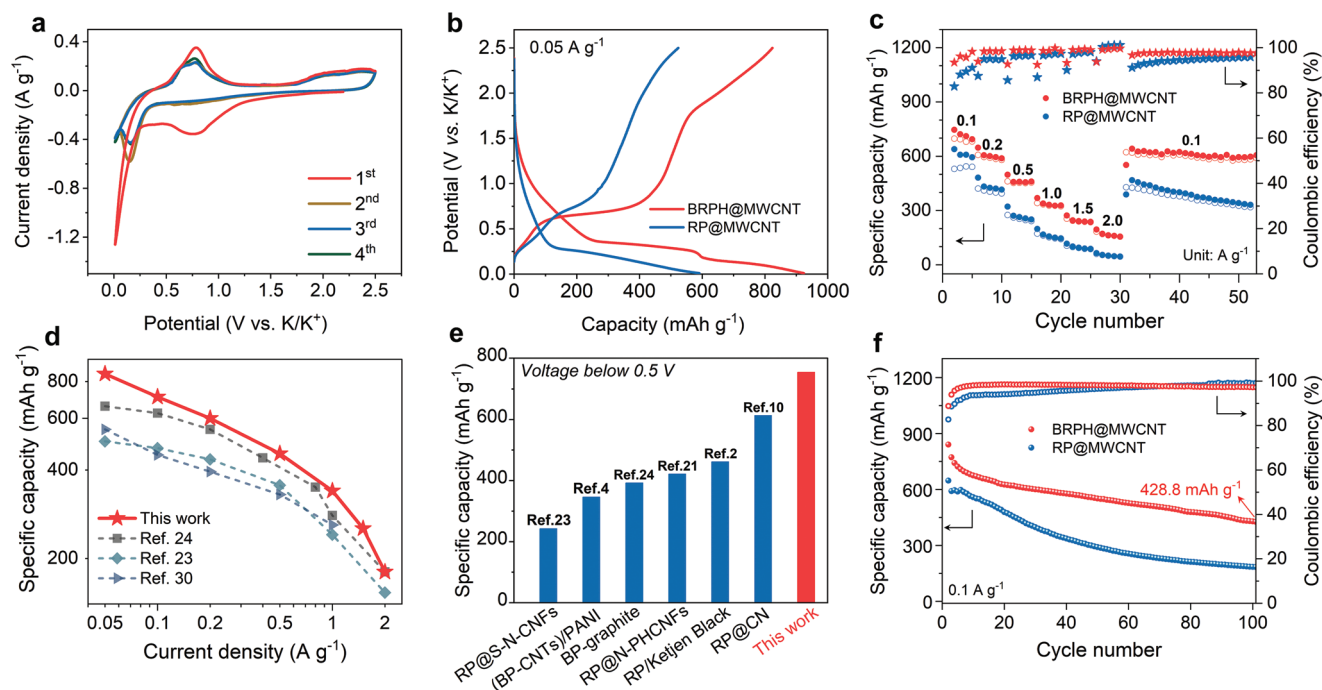 a
Current density (A g⁻¹)
0.4
0.0
-0.4
-0.8
-1.2
1ˢᵗ
2ⁿᵈ
3ʳᵈ
4ᵗʰ
0.0 0.5 1.0 1.5 2.0 2.5
Potential (V vs. K/K⁺)
b
Potential (V vs. K/K⁺)
2.5
2.0
1.5
1.0
0.5
0.0
0.05 A g⁻¹
BRPH@MWCNT
RP@MWCNT
0 200 400 600 800 1000
Capacity (mAh g⁻¹)
c
Specific capacity (mAh g⁻¹)
1200
900
600
300
0
BRPH@MWCNT
RP@MWCNT
0.1
0.2
0.5
1.0
1.5
2.0
0.1
Unit: A g⁻¹
100
80
60
40
20
0
Coulombic efficiency (%)
0 10 20 30 40 50
Cycle number
d
Specific capacity (mAh g⁻¹)
800
600
400
200
This work
Ref. 24
Ref. 23
Ref. 30
0.05 0.1 0.2 0.5 1 2
Current density (A g⁻¹)
e
Specific capacity (mAh g⁻¹)
800
600
400
200
0
Voltage below 0.5 V
Ref.23
Ref.4
Ref.24
Ref.21
Ref.2
Ref.10
RP@S-N-CNFs
(BP-CNTs)/PANI
BP-graphite
RP@N-PHCNFs
RP/Ketjen Black
RP@CN
This work
f
Specific capacity (mAh g⁻¹)
1200
900
600
300
0
BRPH@MWCNT
RP@MWCNT
428.8 mAh g⁻¹
0.1 A g⁻¹
100
80
60
40
20
0
Coulombic efficiency (%)
0 20 40 60 80 100
Cycle number